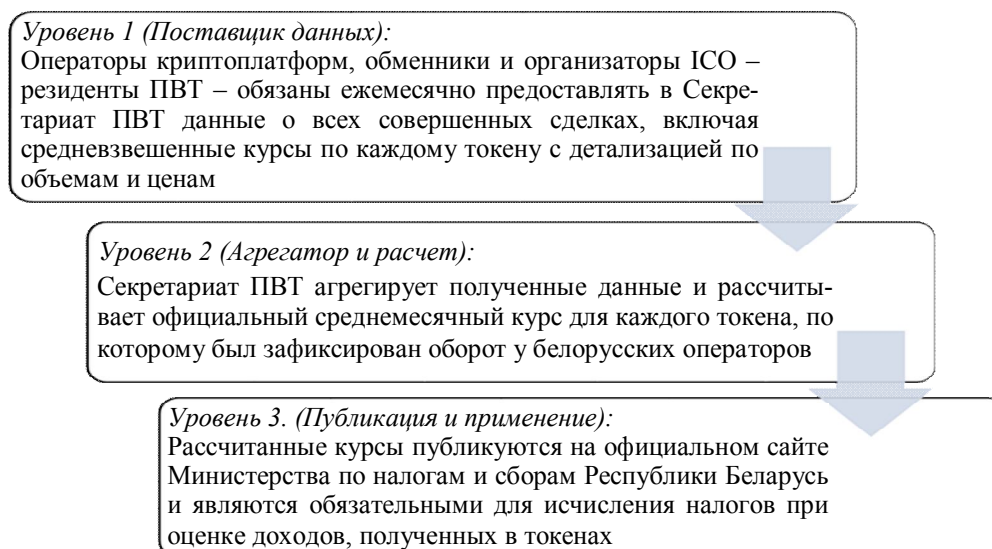 Уровень 1 (Поставщик данных):
Операторы криптоплатформ, обменники и организаторы ICO –
резиденты ПВТ – обязаны ежемесячно предоставлять в Секре-
тариат ПВТ данные о всех совершенных сделках, включая
средневзвешенные курсы по каждому токену с детализацией по
объемам и ценам
Уровень 2 (Агрегатор и расчет):
Секретариат ПВТ агрегирует полученные данные и рассчиты-
вает официальный среднемесячный курс для каждого токена, по
которому был зафиксирован оборот у белорусских операторов
Уровень 3. (Публикация и применение):
Рассчитанные курсы публикуются на официальном сайте
Министерства по налогам и сборам Республики Беларусь
и являются обязательными для исчисления налогов при
оценке доходов, полученных в токенах